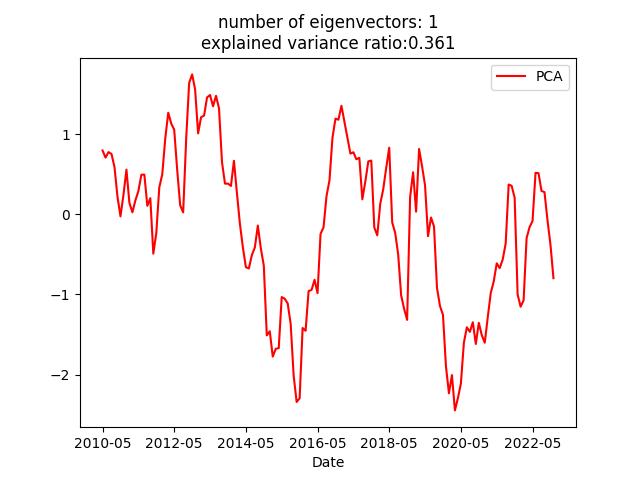 number of eigenvectors: 1
explained variance ratio:0.361
PCA
1
0
−1
−2
2010-05 2012-05 2014-05 2016-05 2018-05 2020-05 2022-05
Date